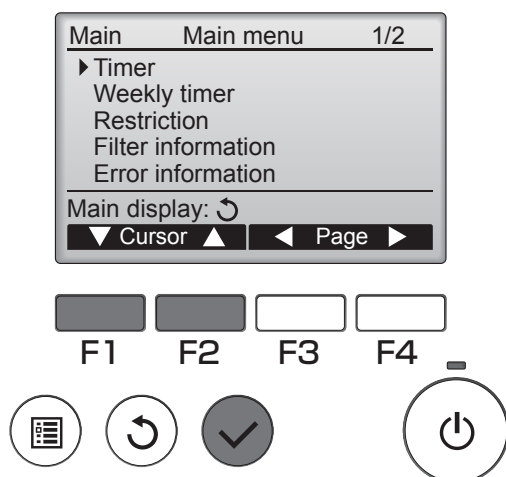 Main Main menu 1/2
Timer
Weekly timer
Restriction
Filter information
Error information
Main display:
Cursor Page
F1 F2 F3 F4